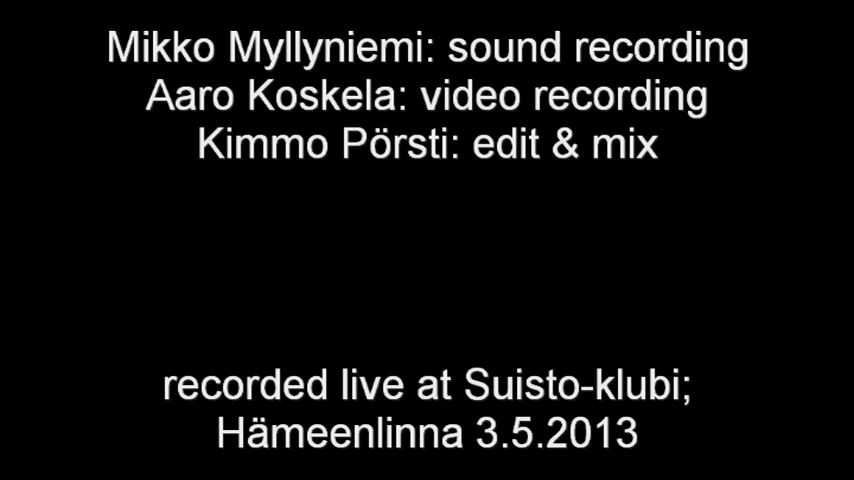 Mikko Myllyniemi: sound recording
Aaro Koskela: video recording
Kimmo Pörsti: edit & mix
recorded live at Suisto-klubi;
Hämeenlinna 3.5.2013